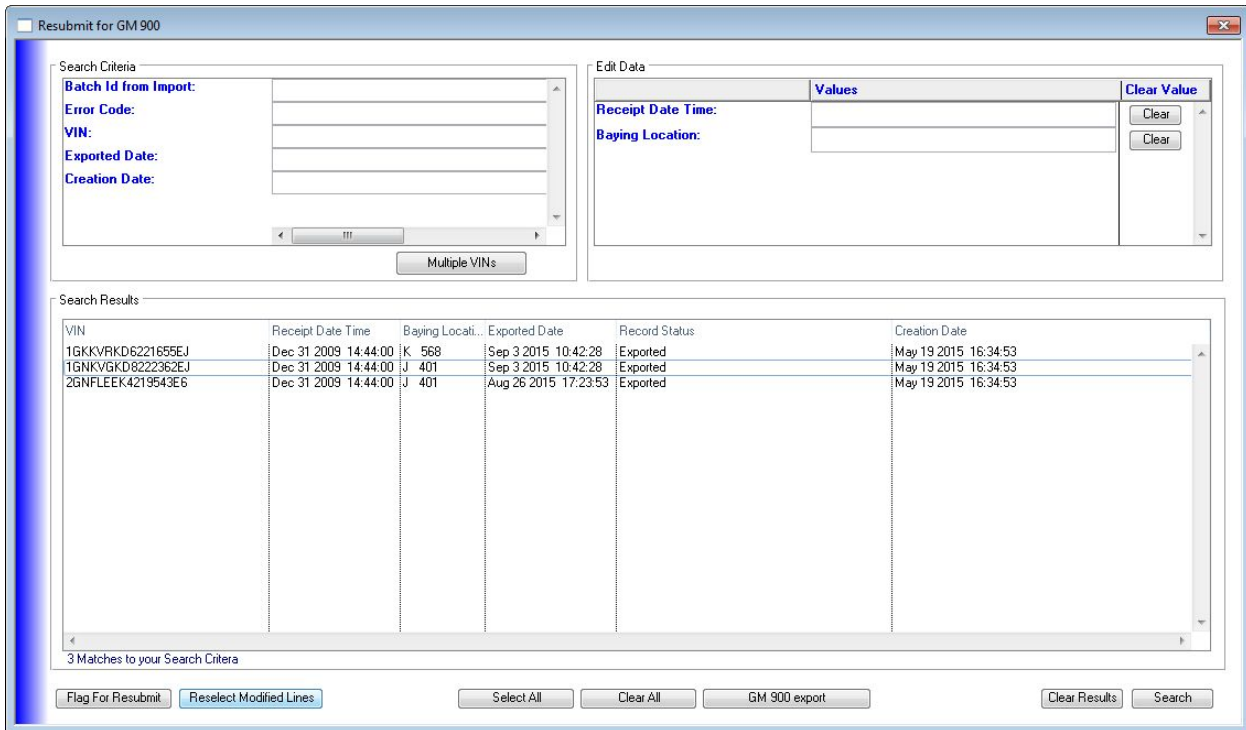 Resubmit for GM 900
Search Criteria
Batch Id from Import:
Error Code:
VIN:
Exported Date:
Creation Date:
Multiple VINs
Edit Data
Values Clear Value
Receipt Date Time: Clear
Baying Location: Clear
Search Results
VIN Receipt Date Time Baying Locati... Exported Date Record Status Creation Date
1GKKVRKD6221655EJ Dec 31 2009 14:44:00 K 568 Sep 3 2015 10:42:28 Exported May 19 2015 16:34:53
1GNKVGKD8222362EJ Dec 31 2009 14:44:00 J 401 Sep 3 2015 10:42:28 Exported May 19 2015 16:34:53
2GNFLEEK4219543E6 Dec 31 2009 14:44:00 J 401 Aug 26 2015 17:23:53 Exported May 19 2015 16:34:53
3 Matches to your Search Critera
Flag For Resubmit Reselect Modified Lines Select All Clear All GM 900 export Clear Results Search